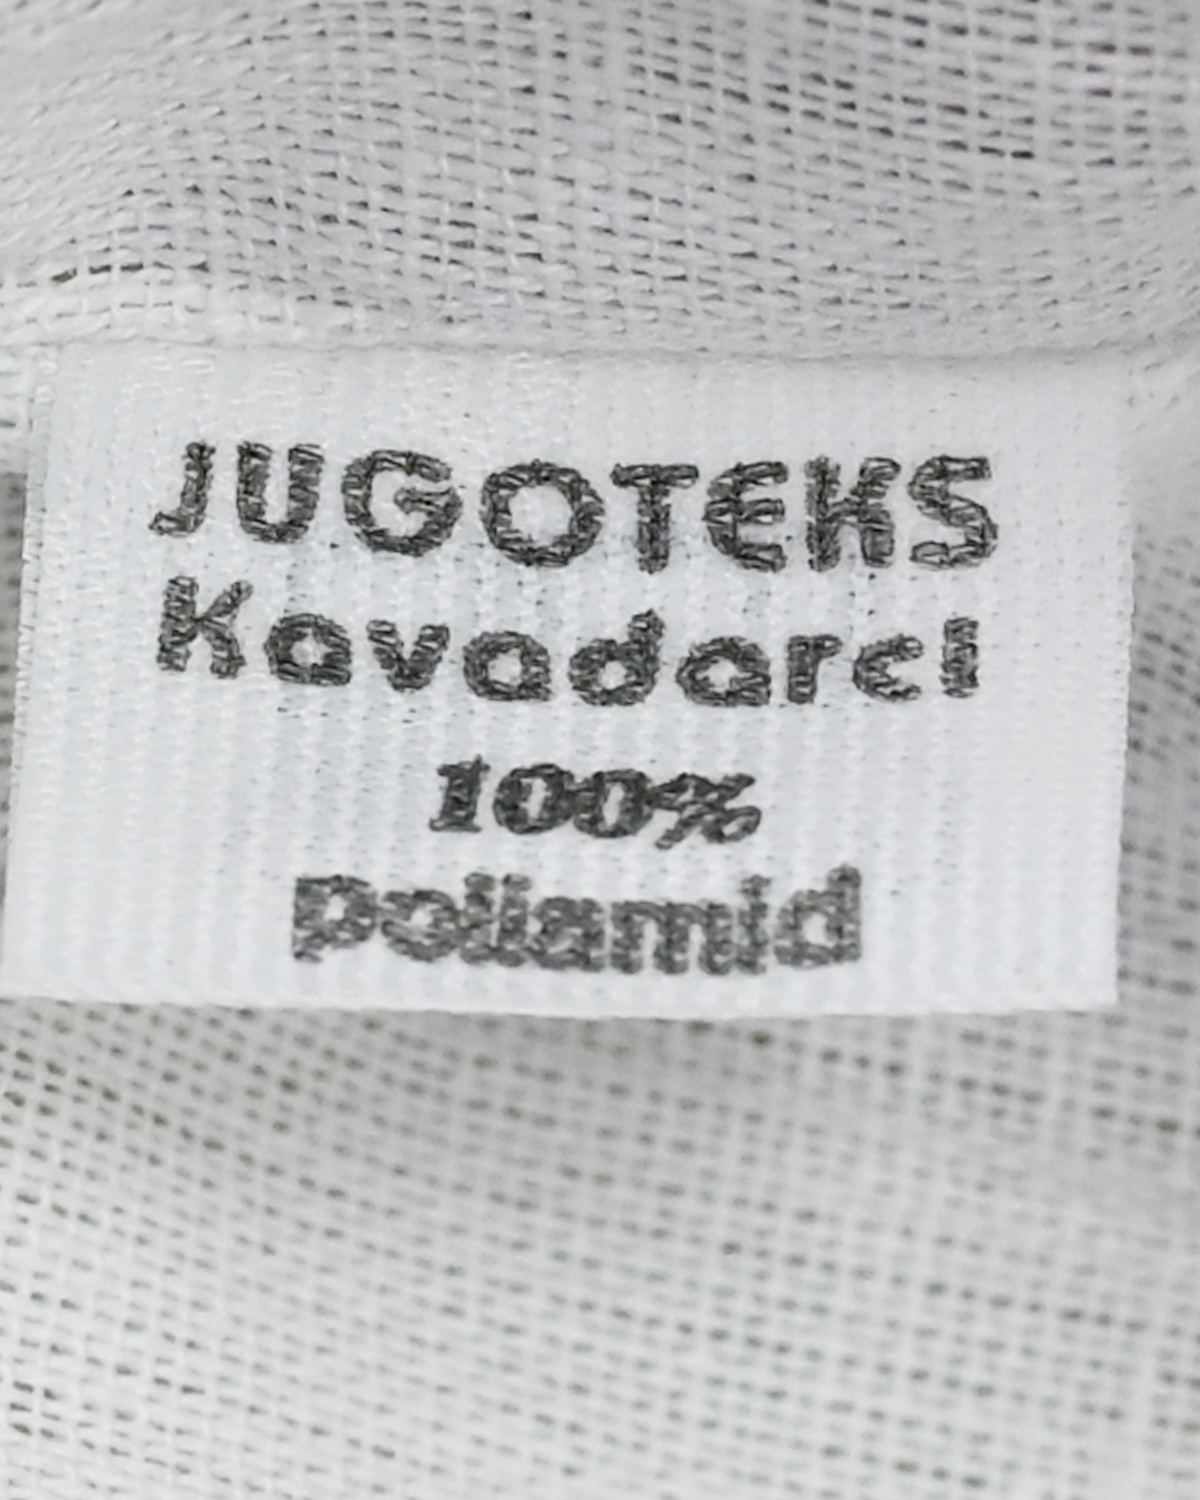 JUGOTEKS
Kavadarci
100%
poliamid